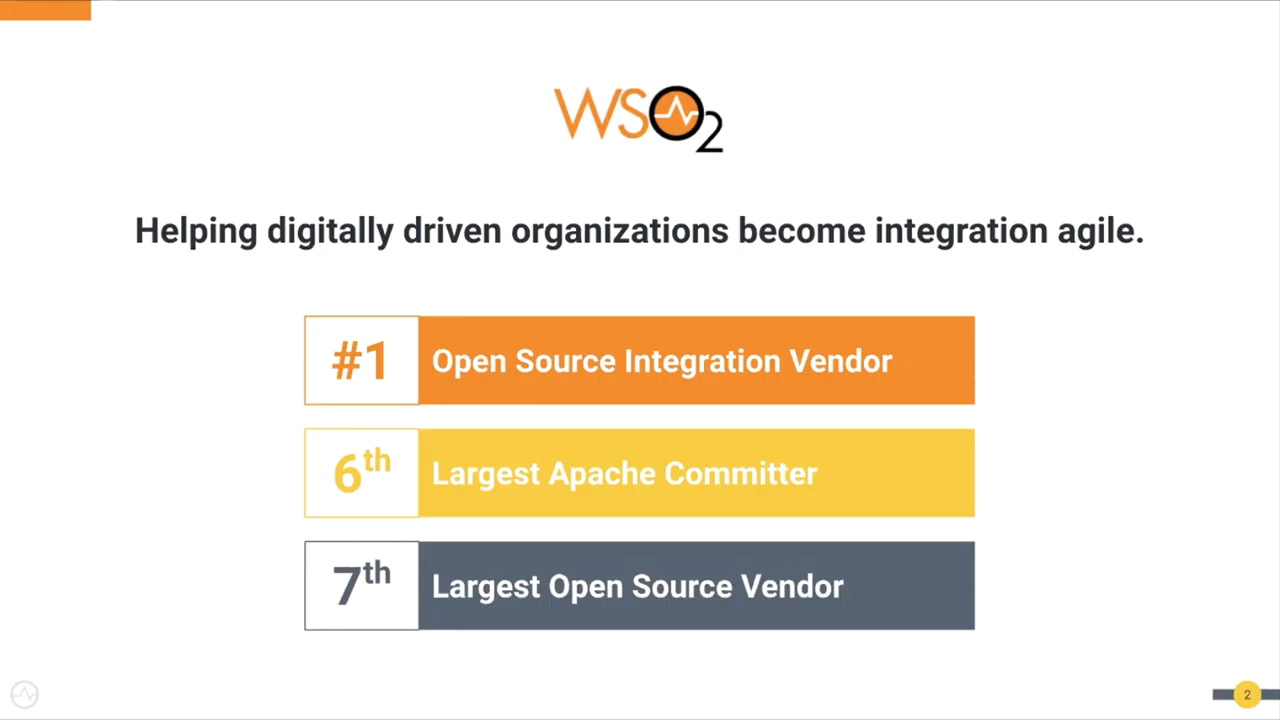 WSO2
Helping digitally driven organizations become integration agile.
#1 Open Source Integration Vendor
6th Largest Apache Committer
7th Largest Open Source Vendor
2